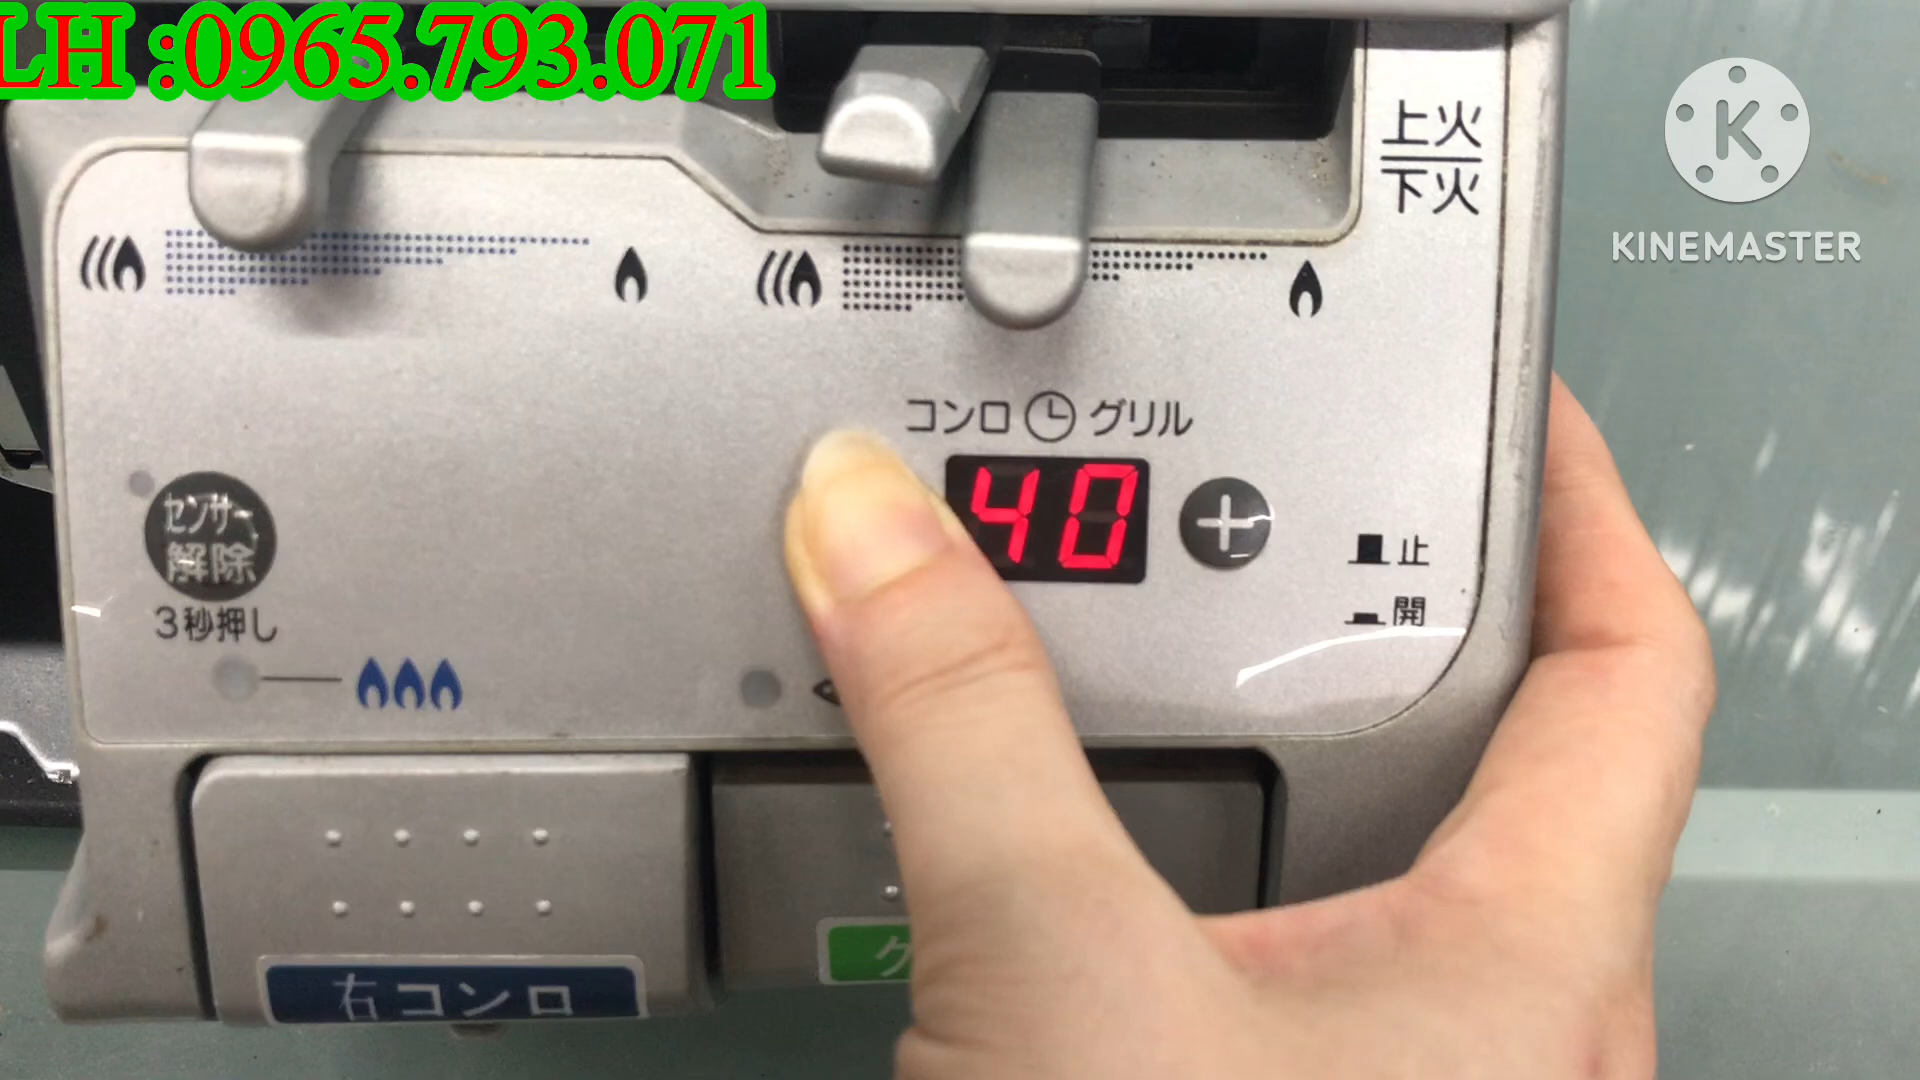 LH :0965.793.071
K
KINEMASTER
上火
下火
コンロ グリル
40
+
センサー
解除
3秒押し
止
開
右コンロ
グ